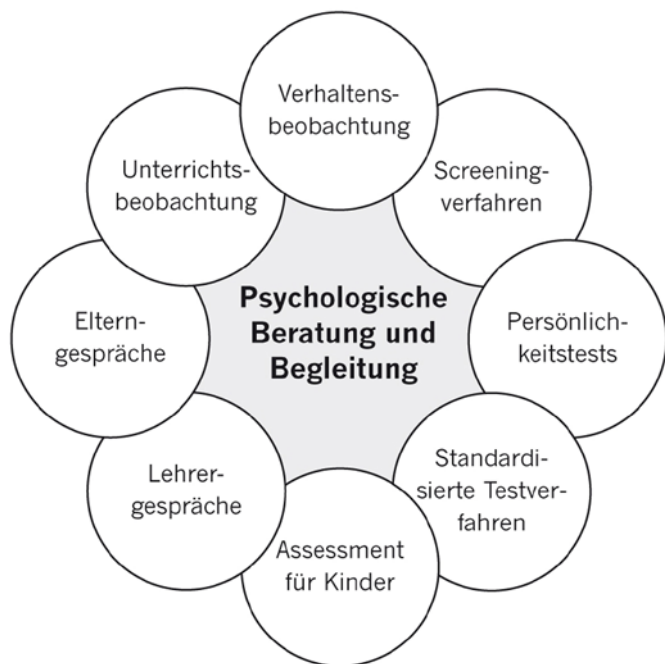 Verhaltens-
beobachtung
Screening-
verfahren
Persönlich-
keitstests
Standardi-
sierte Testver-
fahren
Assessment
für Kinder
Lehrer-
gespräche
Eltern-
gespräche
Unterrichts-
beobachtung
Psychologische
Beratung und
Begleitung